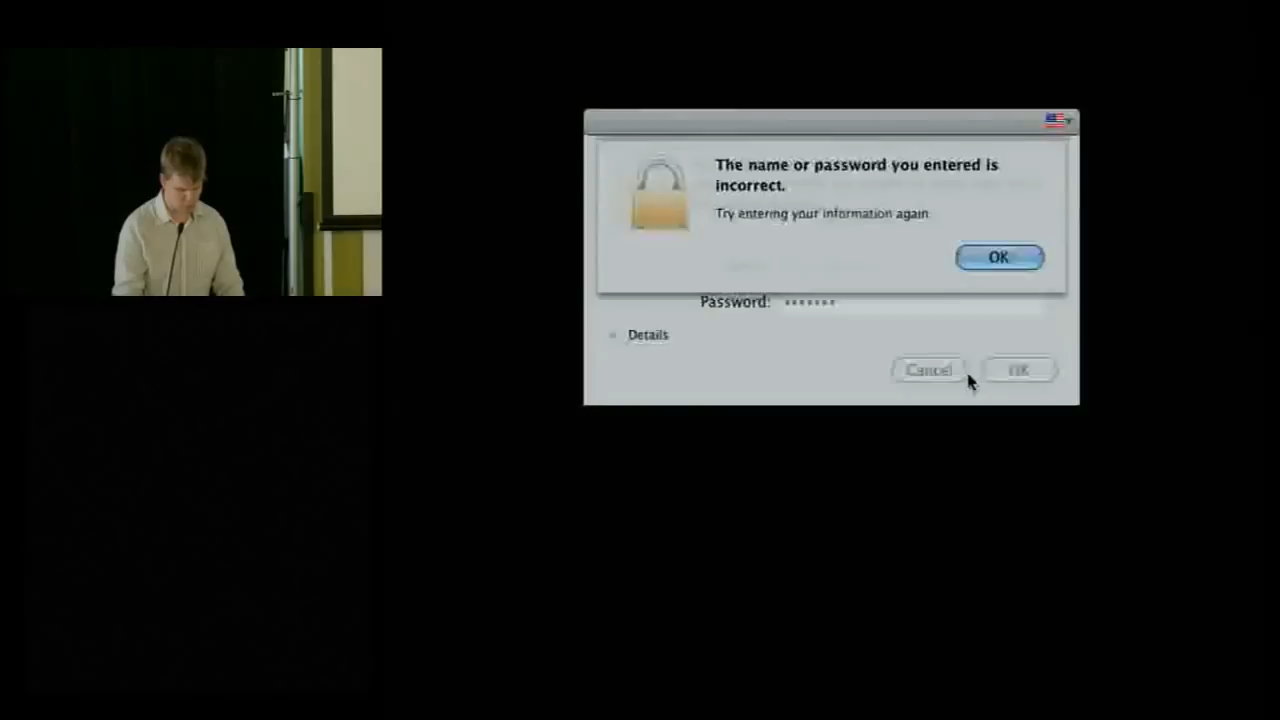 The name or password you entered is
incorrect.
Try entering your information again
OK
Password:
Details
Cancel
OK